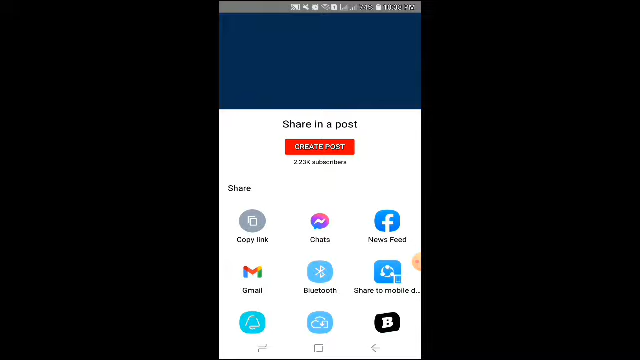 Share in a post
CREATE POST
2.23K subscribers
Share
Copy link
Chats
News Feed
Gmail
Bluetooth
Share to mobile d...